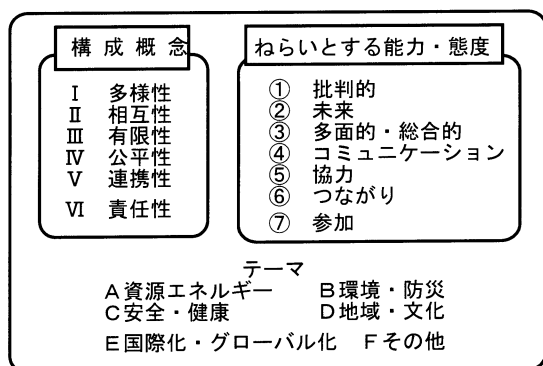 構成概念
Ⅰ 多様性
Ⅱ 相互性
Ⅲ 有限性
Ⅳ 公平性
Ⅴ 連携性
Ⅵ 責任性
ねらいとする能力・態度
① 批判的
② 未来
③ 多面的・総合的
④ コミュニケーション
⑤ 協力
⑥ つながり
⑦ 参加
テーマ
A資源エネルギー B環境・防災
C安全・健康 D地域・文化
E国際化・グローバル化 Fその他